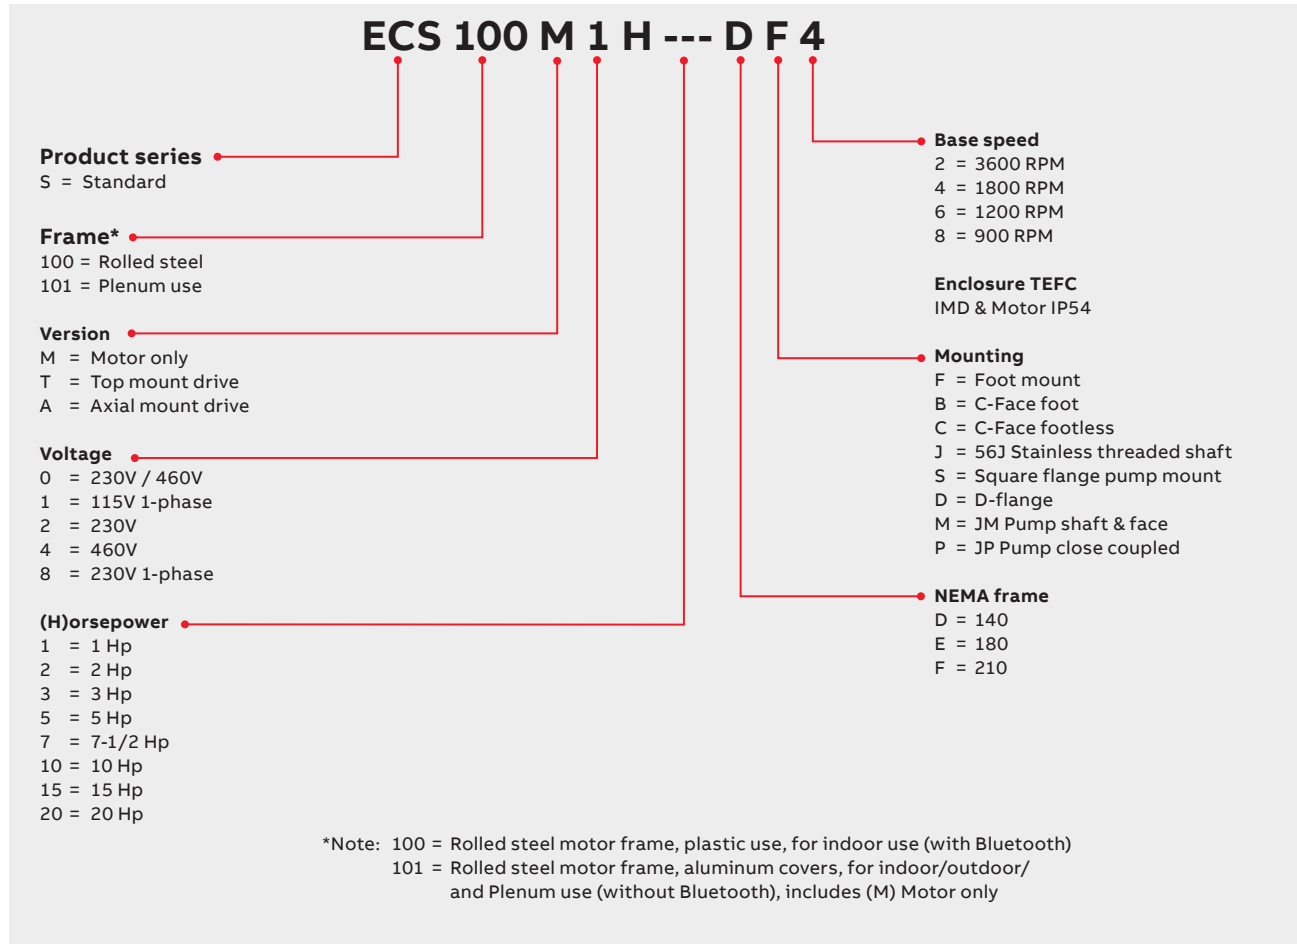 ECS 100 M 1 H --- D F 4
Product series
S = Standard
Frame*
100 = Rolled steel
101 = Plenum use
Version
M = Motor only
T = Top mount drive
A = Axial mount drive
Voltage
0 = 230V / 460V
1 = 115V 1-phase
2 = 230V
4 = 460V
8 = 230V 1-phase
(H)orsepower
1 = 1 Hp
2 = 2 Hp
3 = 3 Hp
5 = 5 Hp
7 = 7-1/2 Hp
10 = 10 Hp
15 = 15 Hp
20 = 20 Hp
Base speed
2 = 3600 RPM
4 = 1800 RPM
6 = 1200 RPM
8 = 900 RPM
Enclosure TEFC
IMD & Motor IP54
Mounting
F = Foot mount
B = C-Face foot
C = C-Face footless
J = 56J Stainless threaded shaft
S = Square flange pump mount
D = D-flange
M = JM Pump shaft & face
P = JP Pump close coupled
NEMA frame
D = 140
E = 180
F = 210
*Note: 100 = Rolled steel motor frame, plastic use, for indoor use (with Bluetooth)
101 = Rolled steel motor frame, aluminum covers, for indoor/outdoor/
and Plenum use (without Bluetooth), includes (M) Motor only